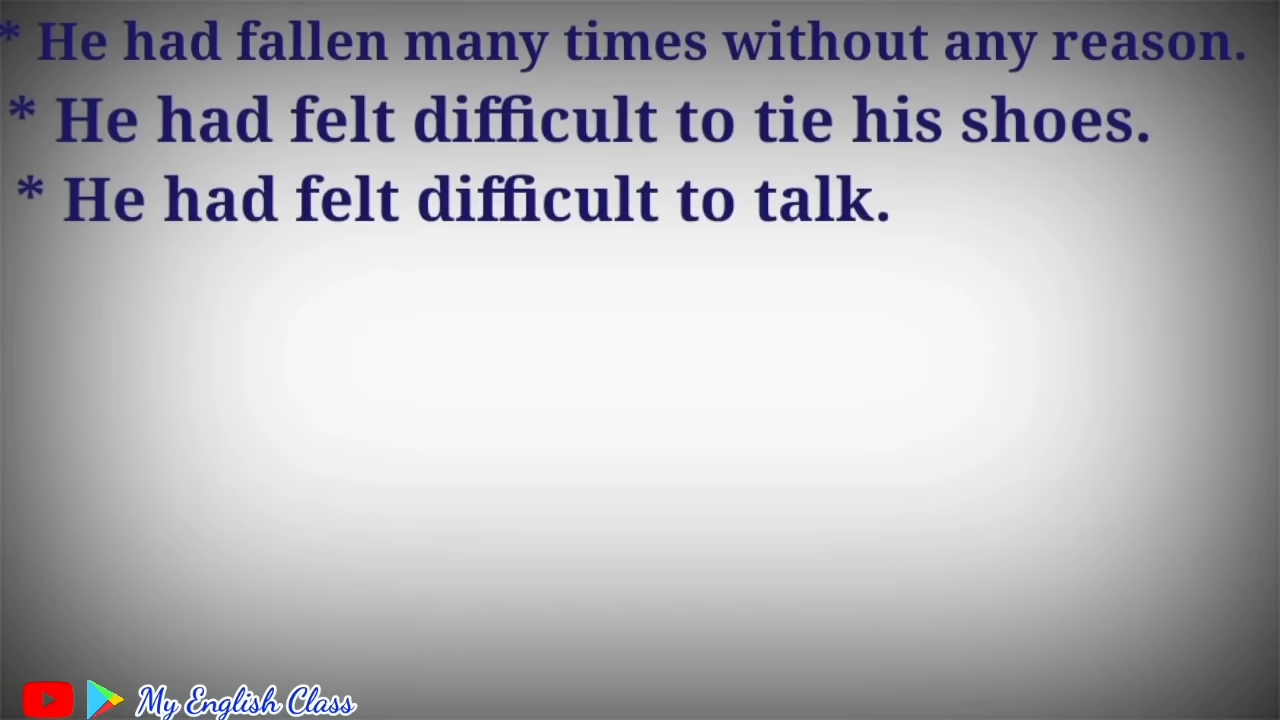 * He had fallen many times without any reason.
* He had felt difficult to tie his shoes.
* He had felt difficult to talk.
My English Class